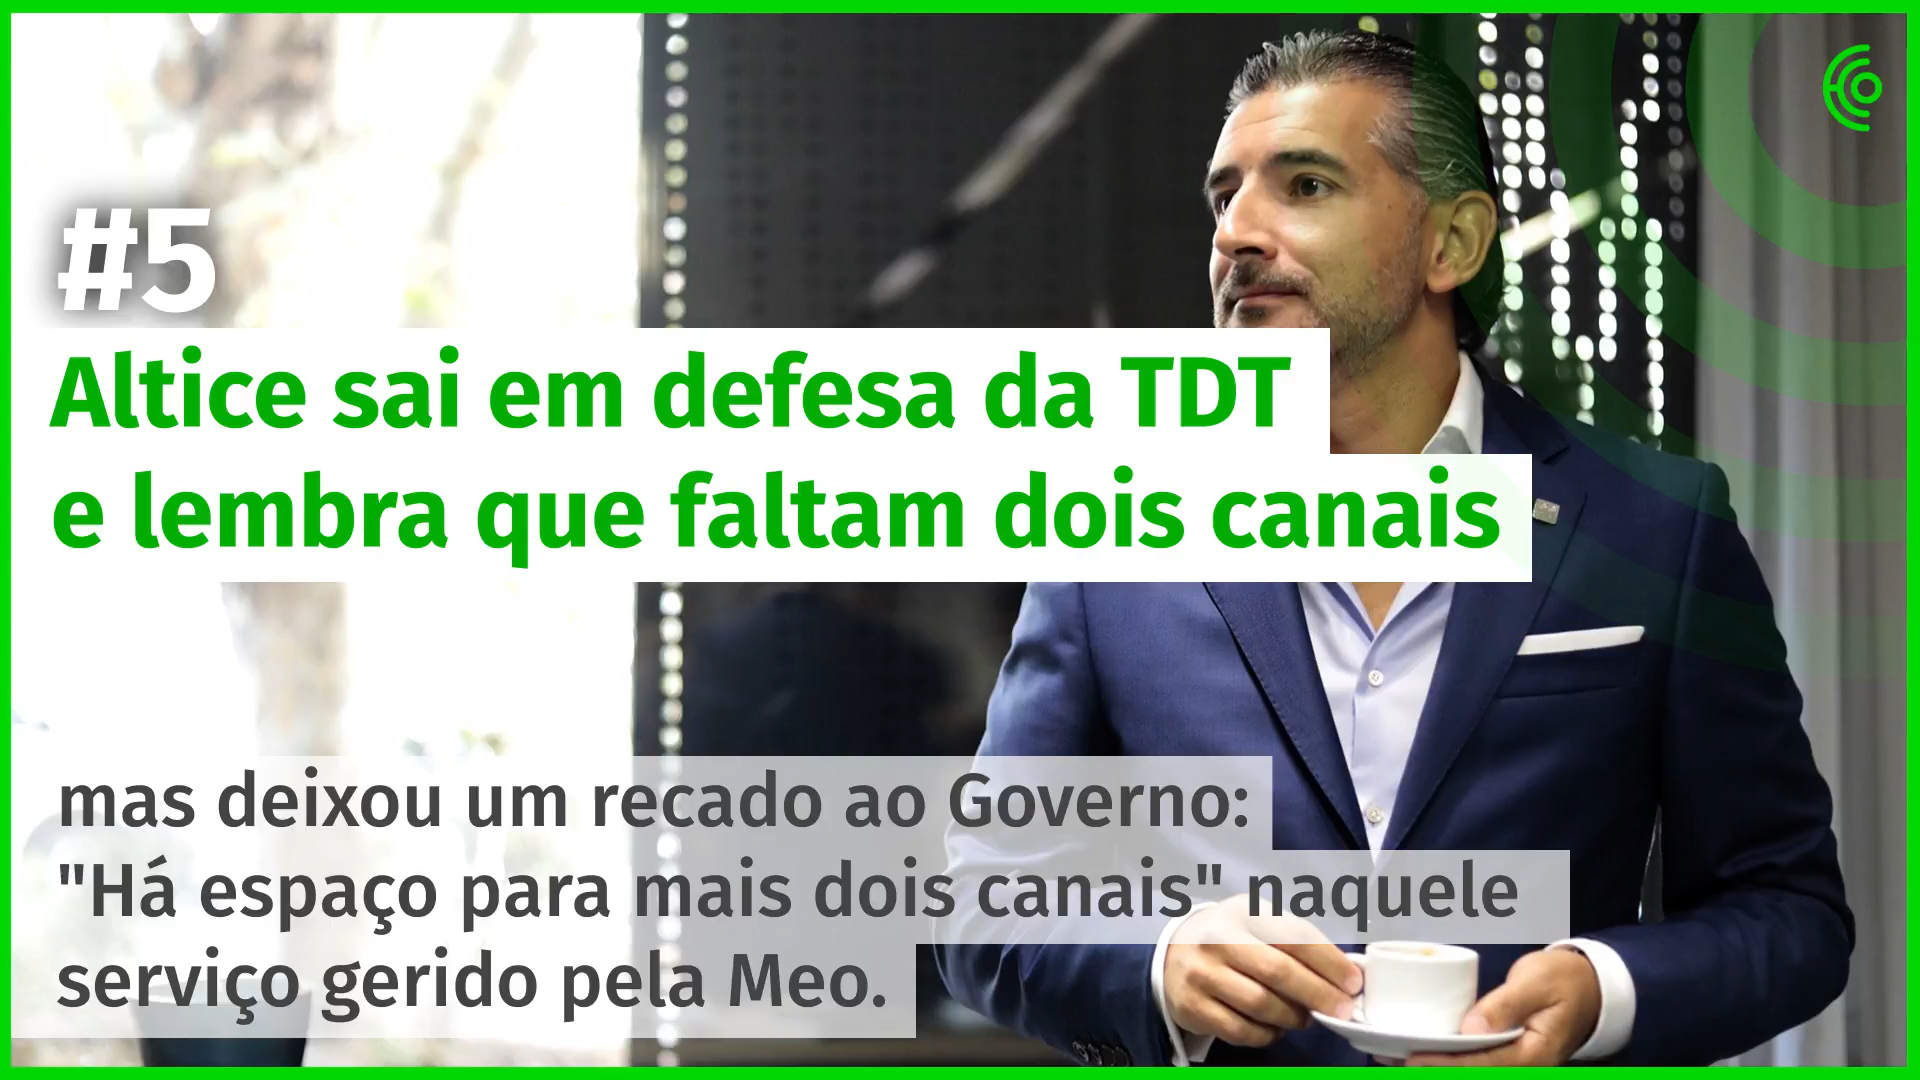 #5
Altice sai em defesa da TDT
e lembra que faltam dois canais
mas deixou um recado ao Governo:
"Há espaço para mais dois canais" naquele
serviço gerido pela Meo.